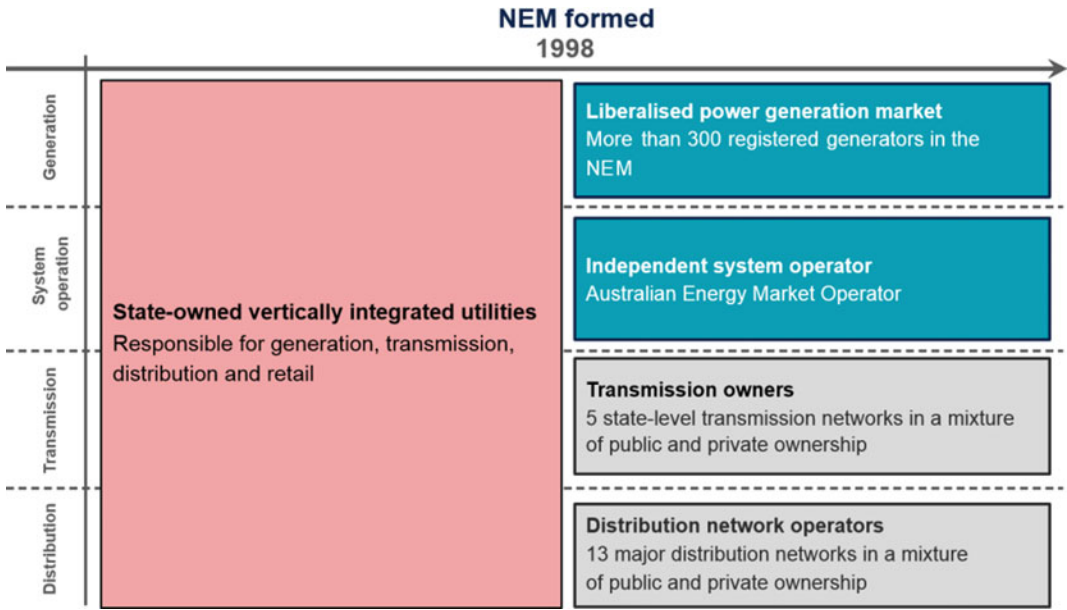 NEM formed
1998
Generation
System
operation
Transmission
Distribution
State-owned vertically integrated utilities
Responsible for generation, transmission,
distribution and retail
Liberalised power generation market
More than 300 registered generators in the
NEM
Independent system operator
Australian Energy Market Operator
Transmission owners
5 state-level transmission networks in a mixture
of public and private ownership
Distribution network operators
13 major distribution networks in a mixture
of public and private ownership